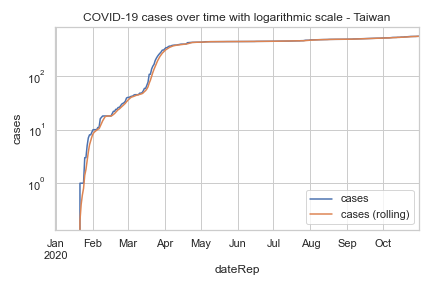 COVID-19 cases over time with logarithmic scale - Taiwan
cases
10²
10¹
10⁰
cases
cases (rolling)
Jan Feb Mar Apr May Jun Jul Aug Sep Oct
2020
dateRep